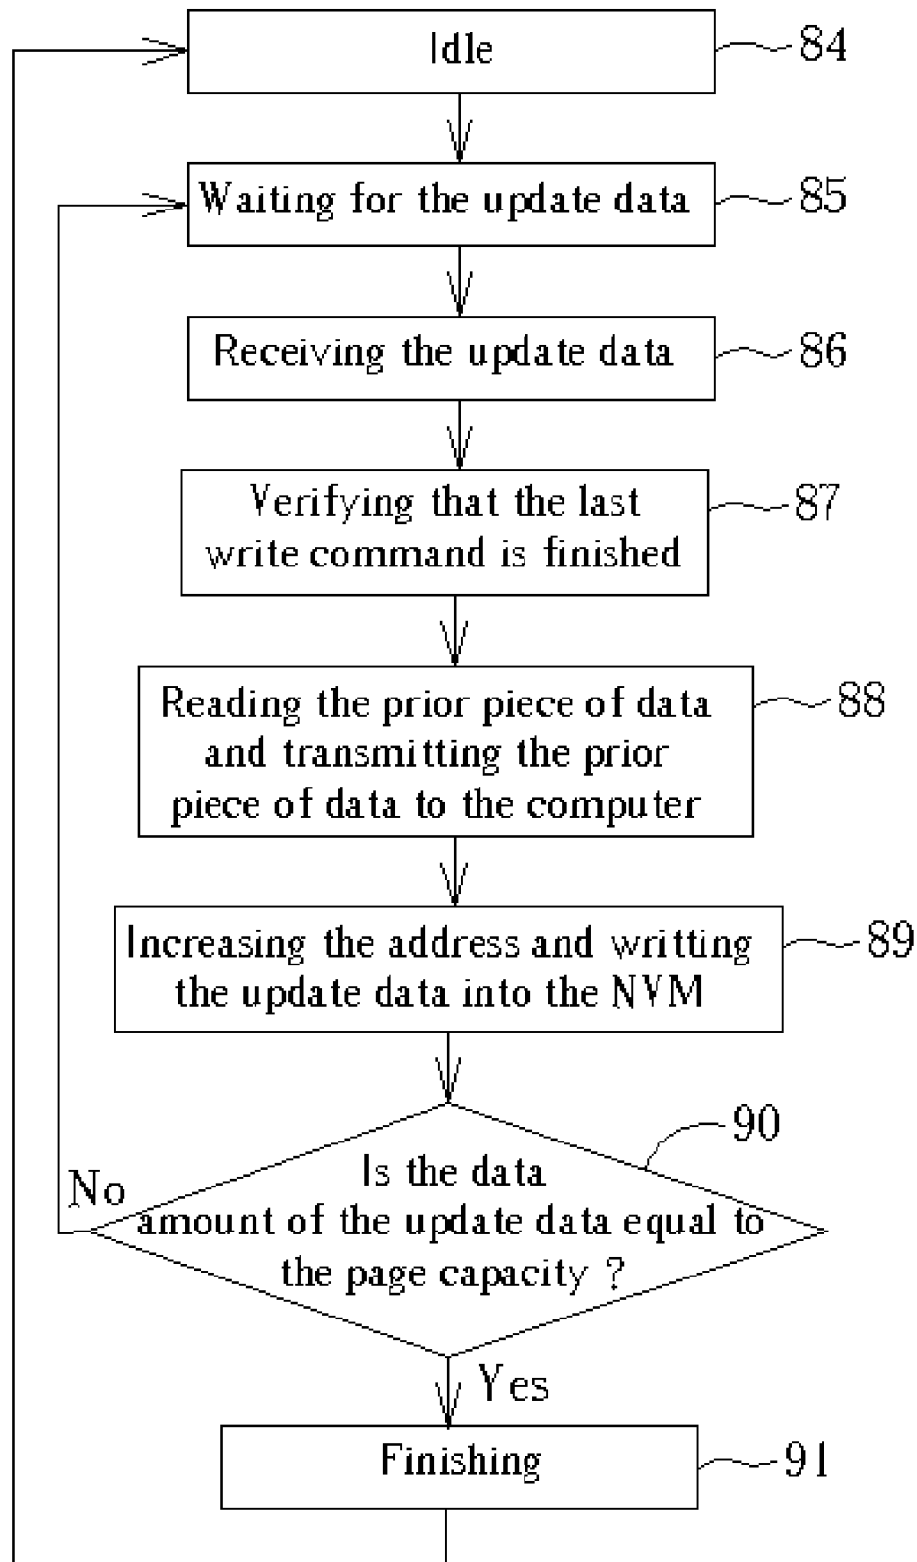 Idle
84
Waiting for the update data
85
Receiving the update data
86
Verifying that the last
write command is finished
87
Reading the prior piece of data
and transmitting the prior
piece of data to the computer
88
Increasing the address and writting
the update data into the NVM
89
90
Is the data
amount of the update data equal to
the page capacity ?
No
Yes
Finishing
91